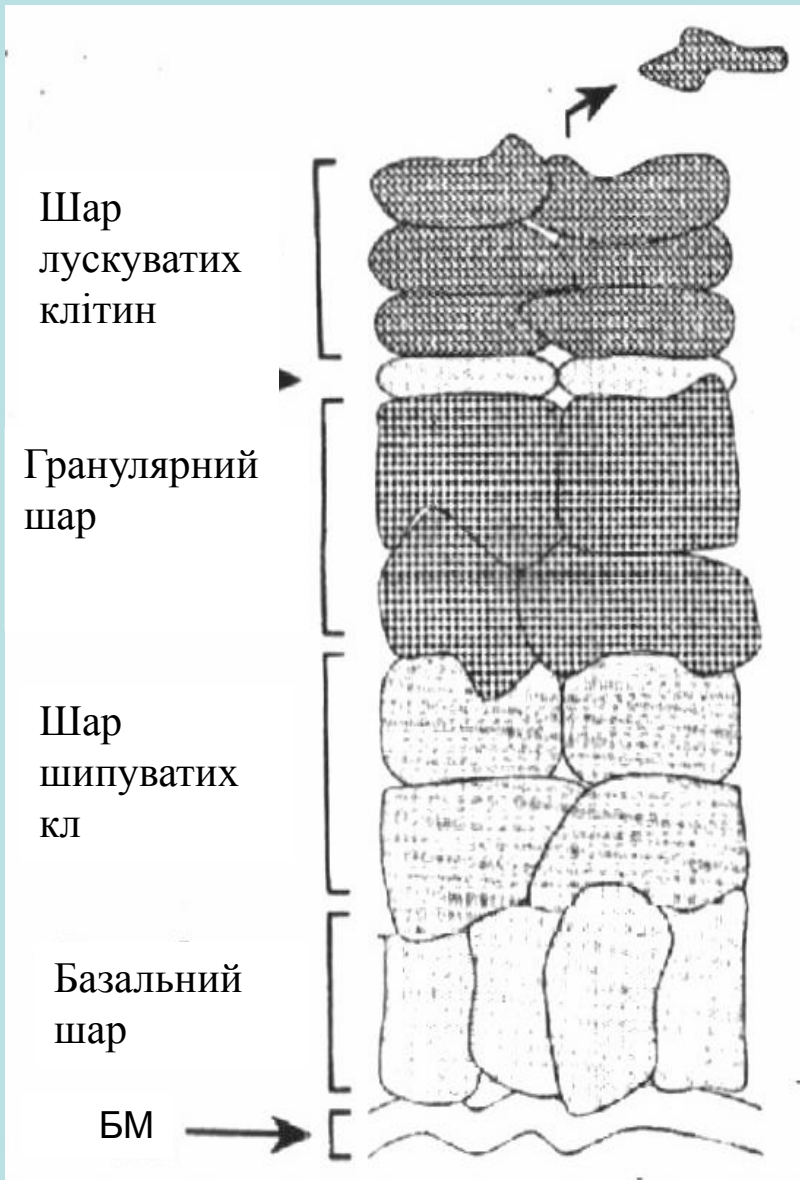 Шар
лускуватих
клітин
Гранулярний
шар
Шар
шипуватих
кл
Базальний
шар
БМ